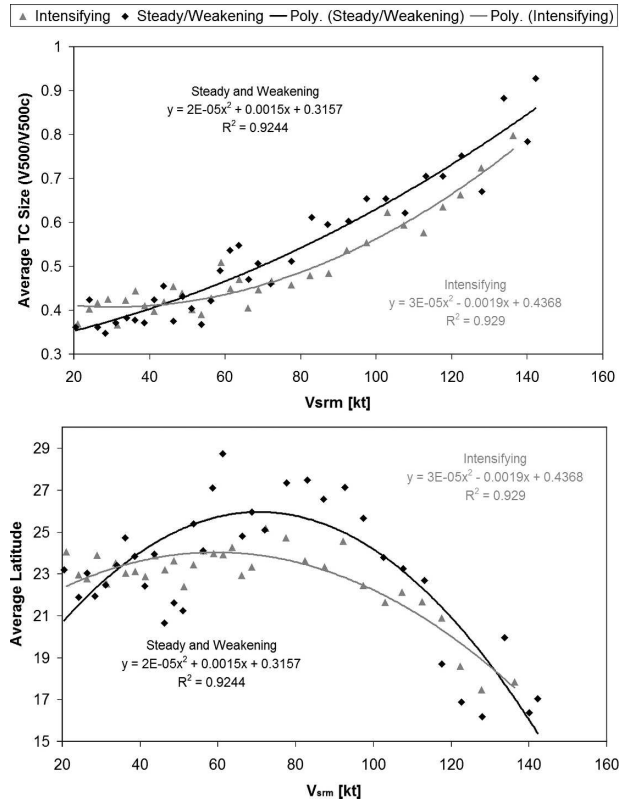 Intensifying Steady/Weakening Poly. (Steady/Weakening) Poly. (Intensifying)
1
0.9
0.8
0.7
0.6
0.5
0.4
0.3
Average TC Size (V500/V500c)
Steady and Weakening
y = 2E-05x² + 0.0015x + 0.3157
R² = 0.9244
Intensifying
y = 3E-05x² - 0.0019x + 0.4368
R² = 0.929
20 40 60 80 100 120 140 160
Vsrm [kt]
29
27
25
23
21
19
17
15
Average Latitude
Intensifying
y = 3E-05x² - 0.0019x + 0.4368
R² = 0.929
Steady and Weakening
y = 2E-05x² + 0.0015x + 0.3157
R² = 0.9244
20 40 60 80 100 120 140 160
Vsrm [kt]